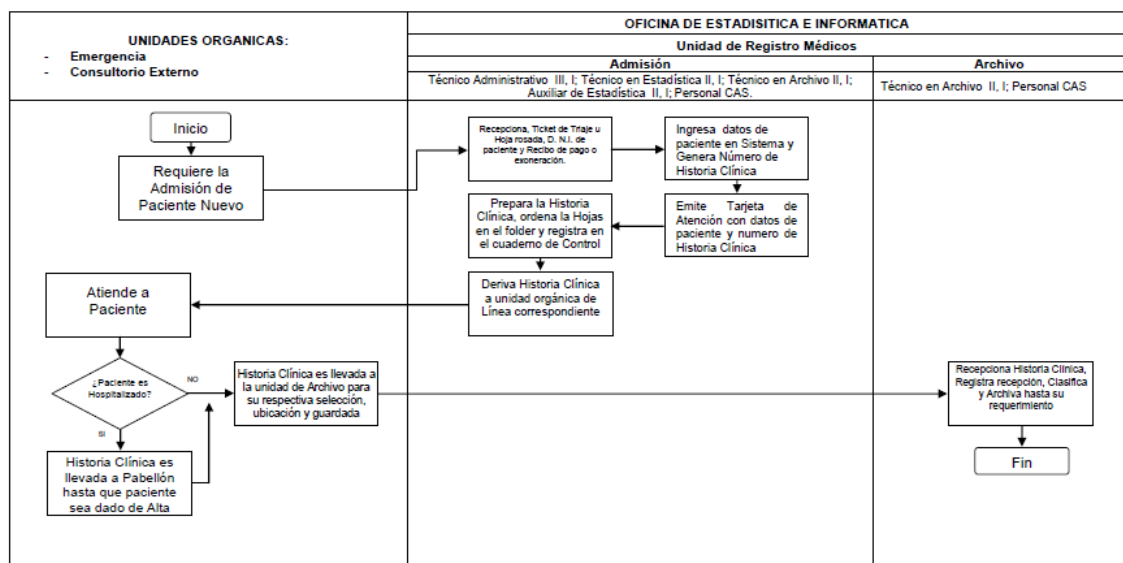 UNIDADES ORGANICAS:
- Emergencia
- Consultorio Externo
OFICINA DE ESTADISITICA E INFORMATICA
Unidad de Registro Médicos
Admisión
Archivo
Técnico Administrativo III, I; Técnico en Estadística II, I; Técnico en Archivo II, I;
Auxiliar de Estadística II, I; Personal CAS.
Técnico en Archivo II, I; Personal CAS
Inicio
Requiere la
Admisión de
Paciente Nuevo
Recepciona, Ticket de Triaje u
Hoja rosada, D. N.I. de
paciente y Recibo de pago o
exoneración.
Ingresa datos de
paciente en Sistema y
Genera Número de
Historia Clínica
Emite Tarjeta de
Atención con datos de
paciente y numero de
Historia Clínica
Prepara la Historia
Clínica, ordena la Hojas
en el folder y registra en
el cuaderno de Control
Deriva Historia Clínica
a unidad orgánica de
Línea correspondiente
Atiende a
Paciente
¿Paciente es
Hospitalizado?
NO
SI
Historia Clínica es llevada a
la unidad de Archivo para
su respectiva selección,
ubicación y guardada
Historia Clínica es
llevada a Pabellón
hasta que paciente
sea dado de Alta
Recepciona Historia Clínica,
Registra recepción, Clasifica
y Archiva hasta su
requerimiento
Fin